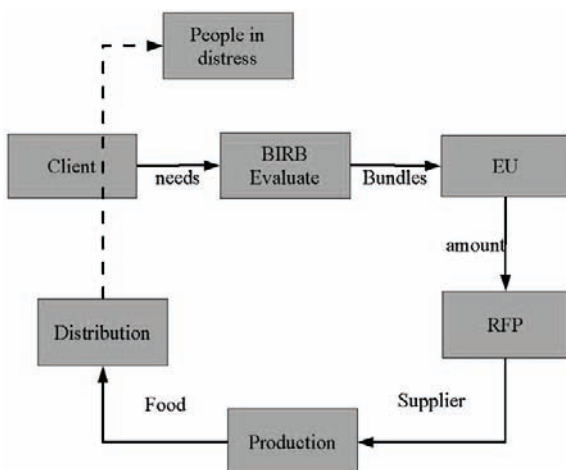 People in
distress
Client
needs
BIRB
Evaluate
Bundles
EU
amount
RFP
Supplier
Production
Food
Distribution